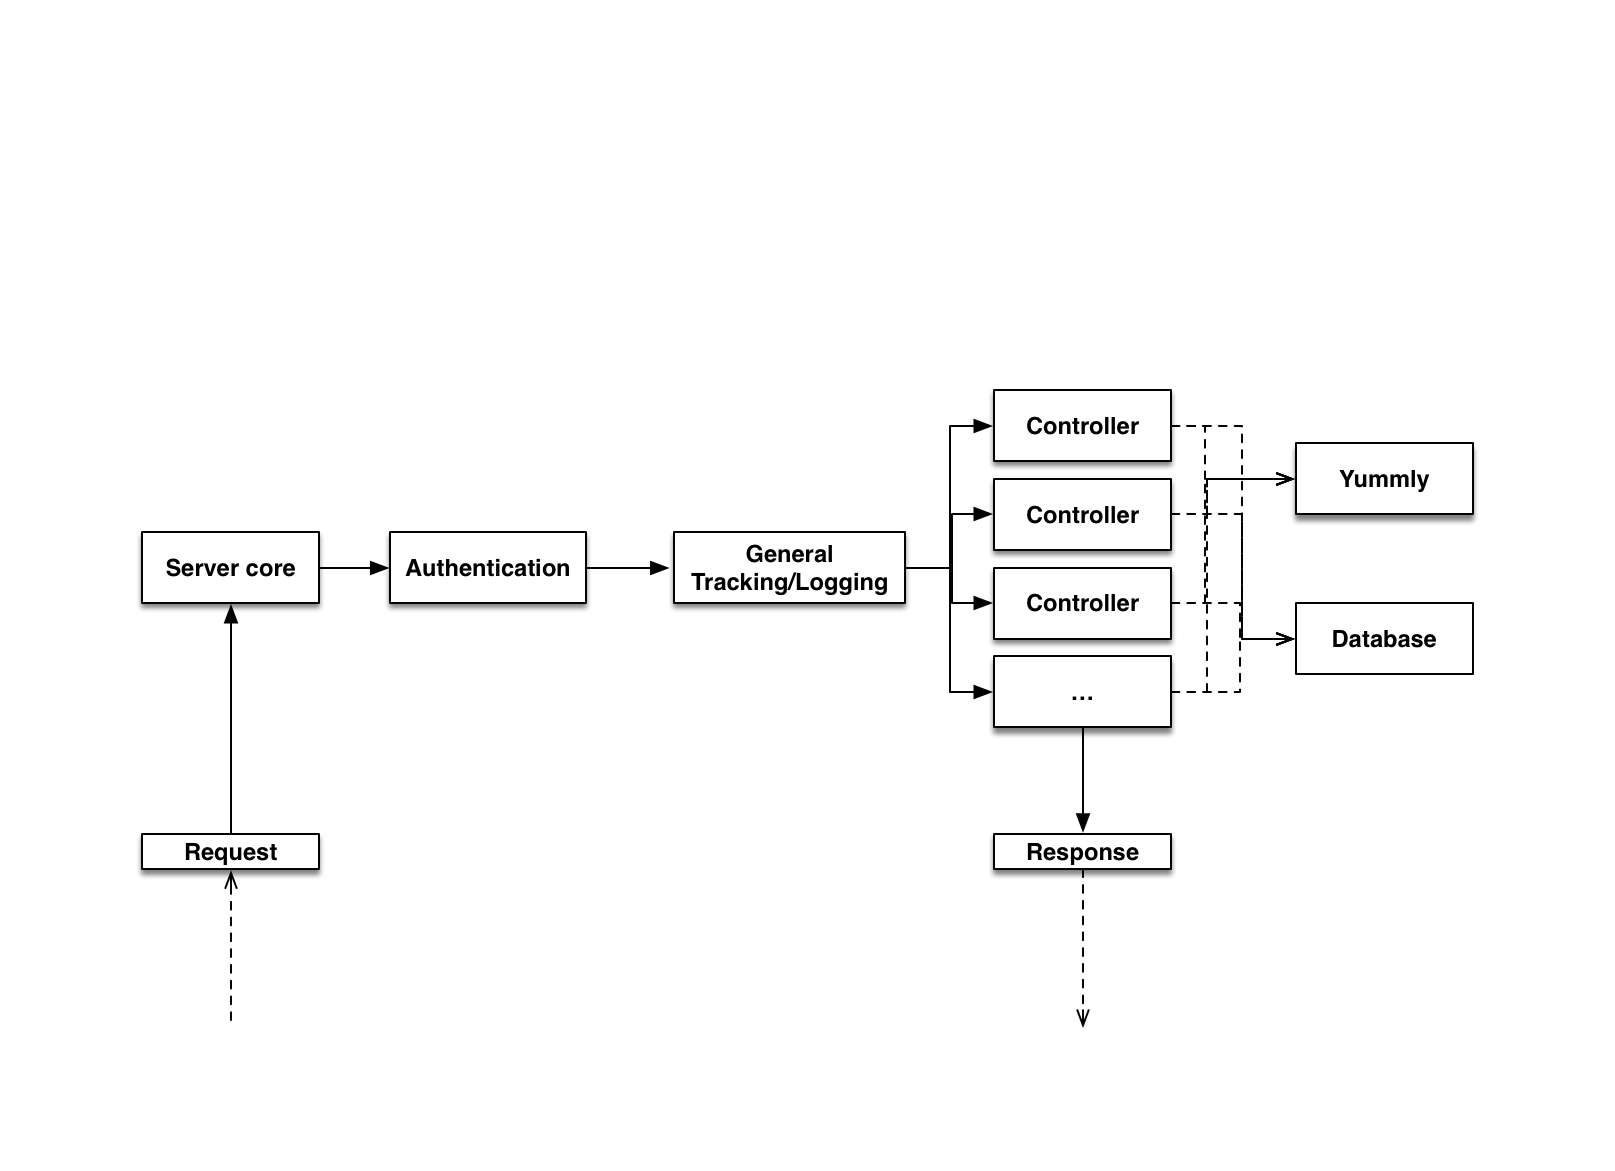 Controller
Yummly
Controller
Server core
Authentication
General
Tracking/Logging
Controller
Database
...
Request
Response